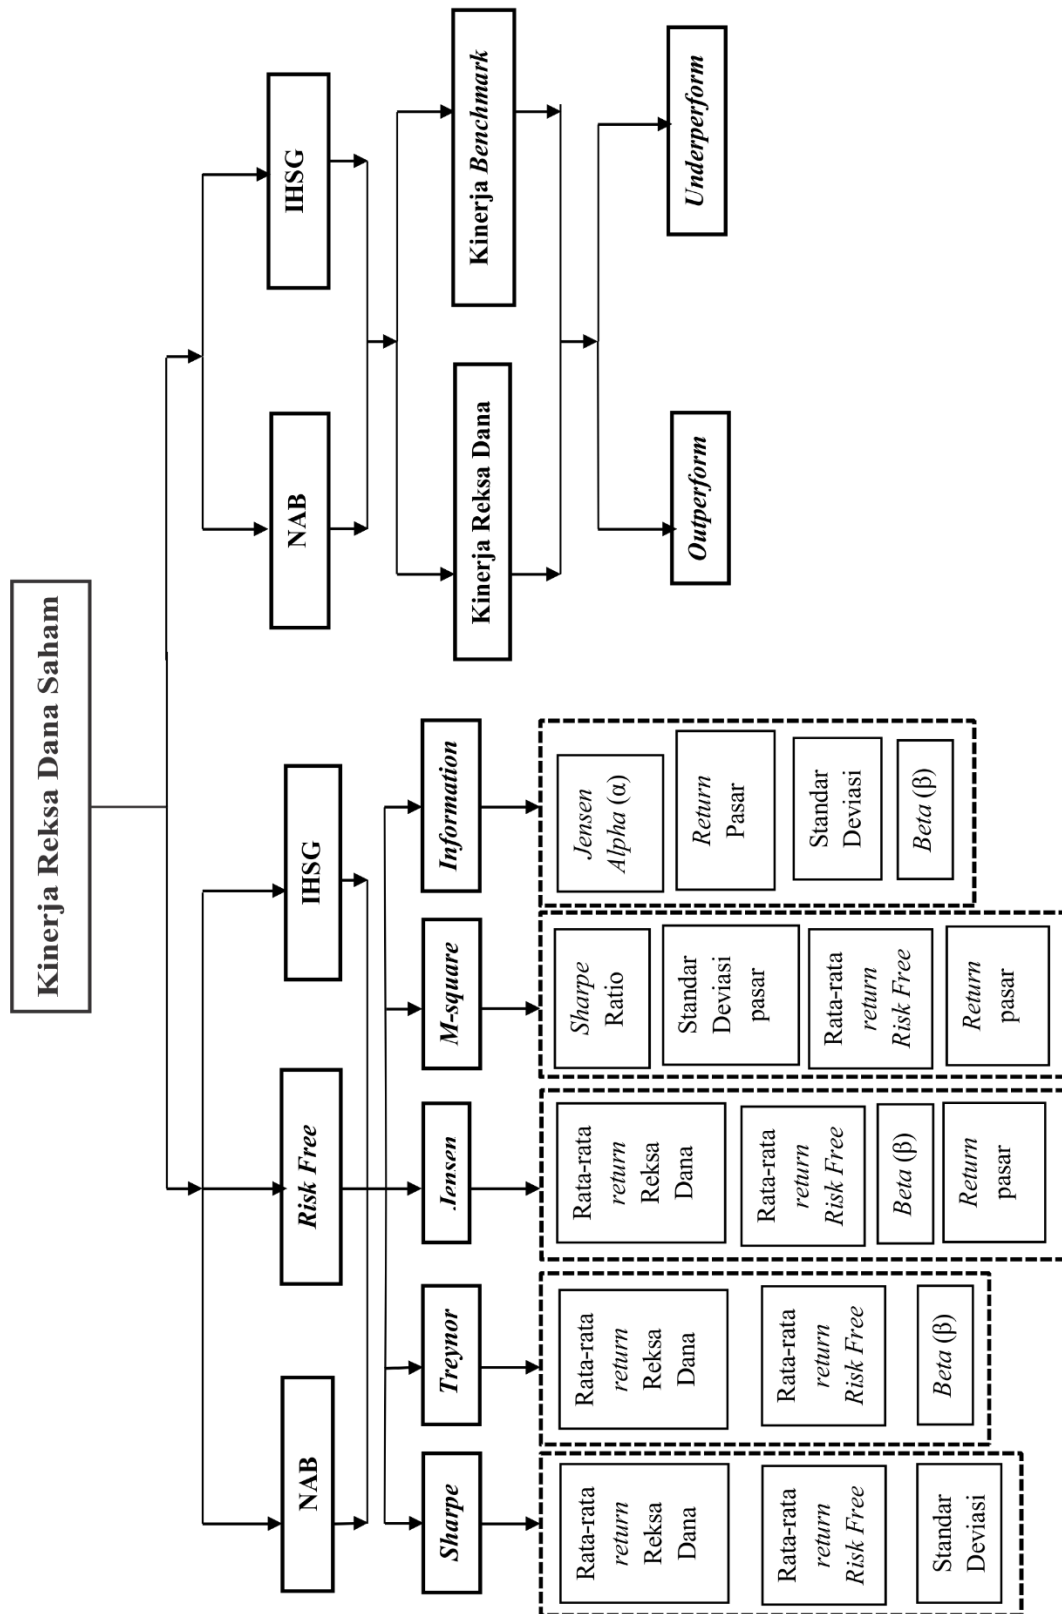 Kinerja Reksa Dana Saham
NAB
Risk Free
IHSG
NAB
IHSG
Sharpe
Treynor
Jensen
M-square
Information
Kinerja Reksa Dana
Kinerja Benchmark
Outperform
Underperform
Rata-rata
return
Reksa
Dana
Rata-rata
return
Risk Free
Standar
Deviasi
Rata-rata
return
Reksa
Dana
Rata-rata
return
Risk Free
Beta (β)
Rata-rata
return
Reksa
Dana
Rata-rata
return
Risk Free
Beta (β)
Return
pasar
Sharpe
Ratio
Standar
Deviasi
pasar
Rata-rata
return
Risk Free
Return
pasar
Jensen
Alpha (α)
Return
Pasar
Standar
Deviasi
Beta (β)